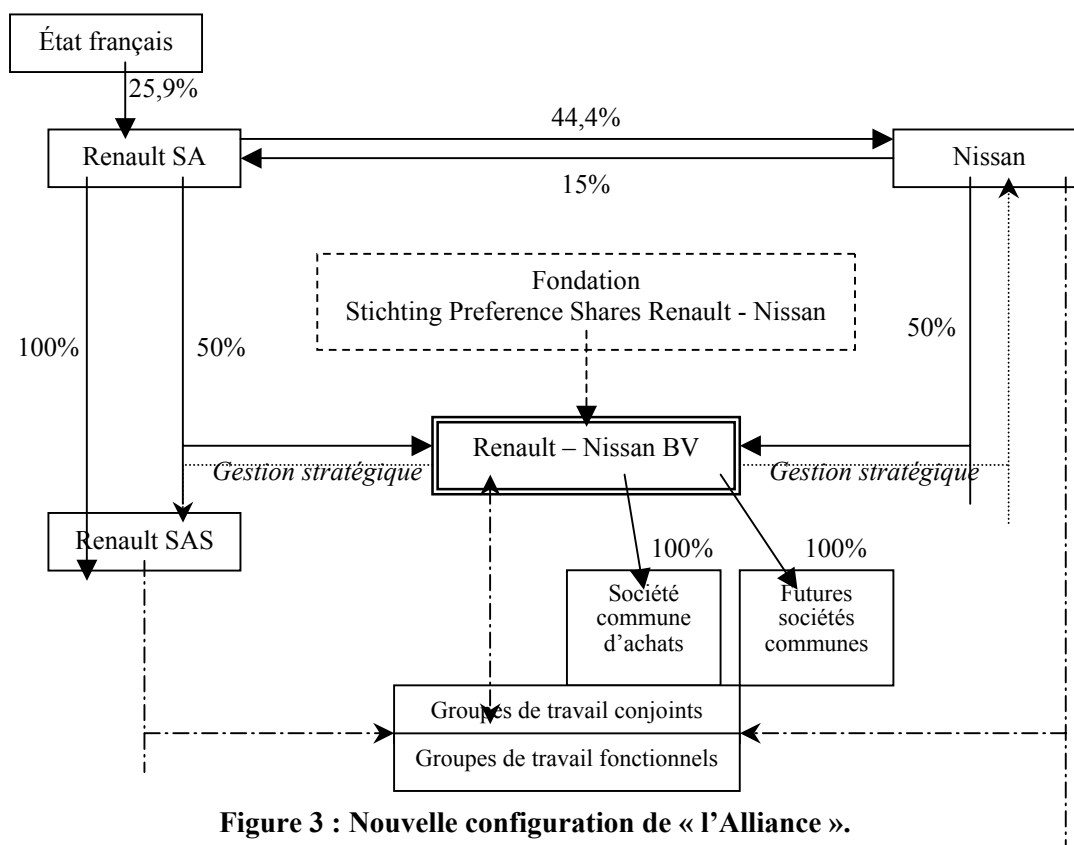 État français
25,9%
44,4%
Renault SA
Nissan
15%
Fondation
Stichting Preference Shares Renault - Nissan
100%
50%
50%
Renault – Nissan BV
Gestion stratégique
Gestion stratégique
Renault SAS
100%
100%
Société
commune
d’achats
Futures
sociétés
communes
Groupes de travail conjoints
Groupes de travail fonctionnels
Figure 3 : Nouvelle configuration de « l’Alliance ».